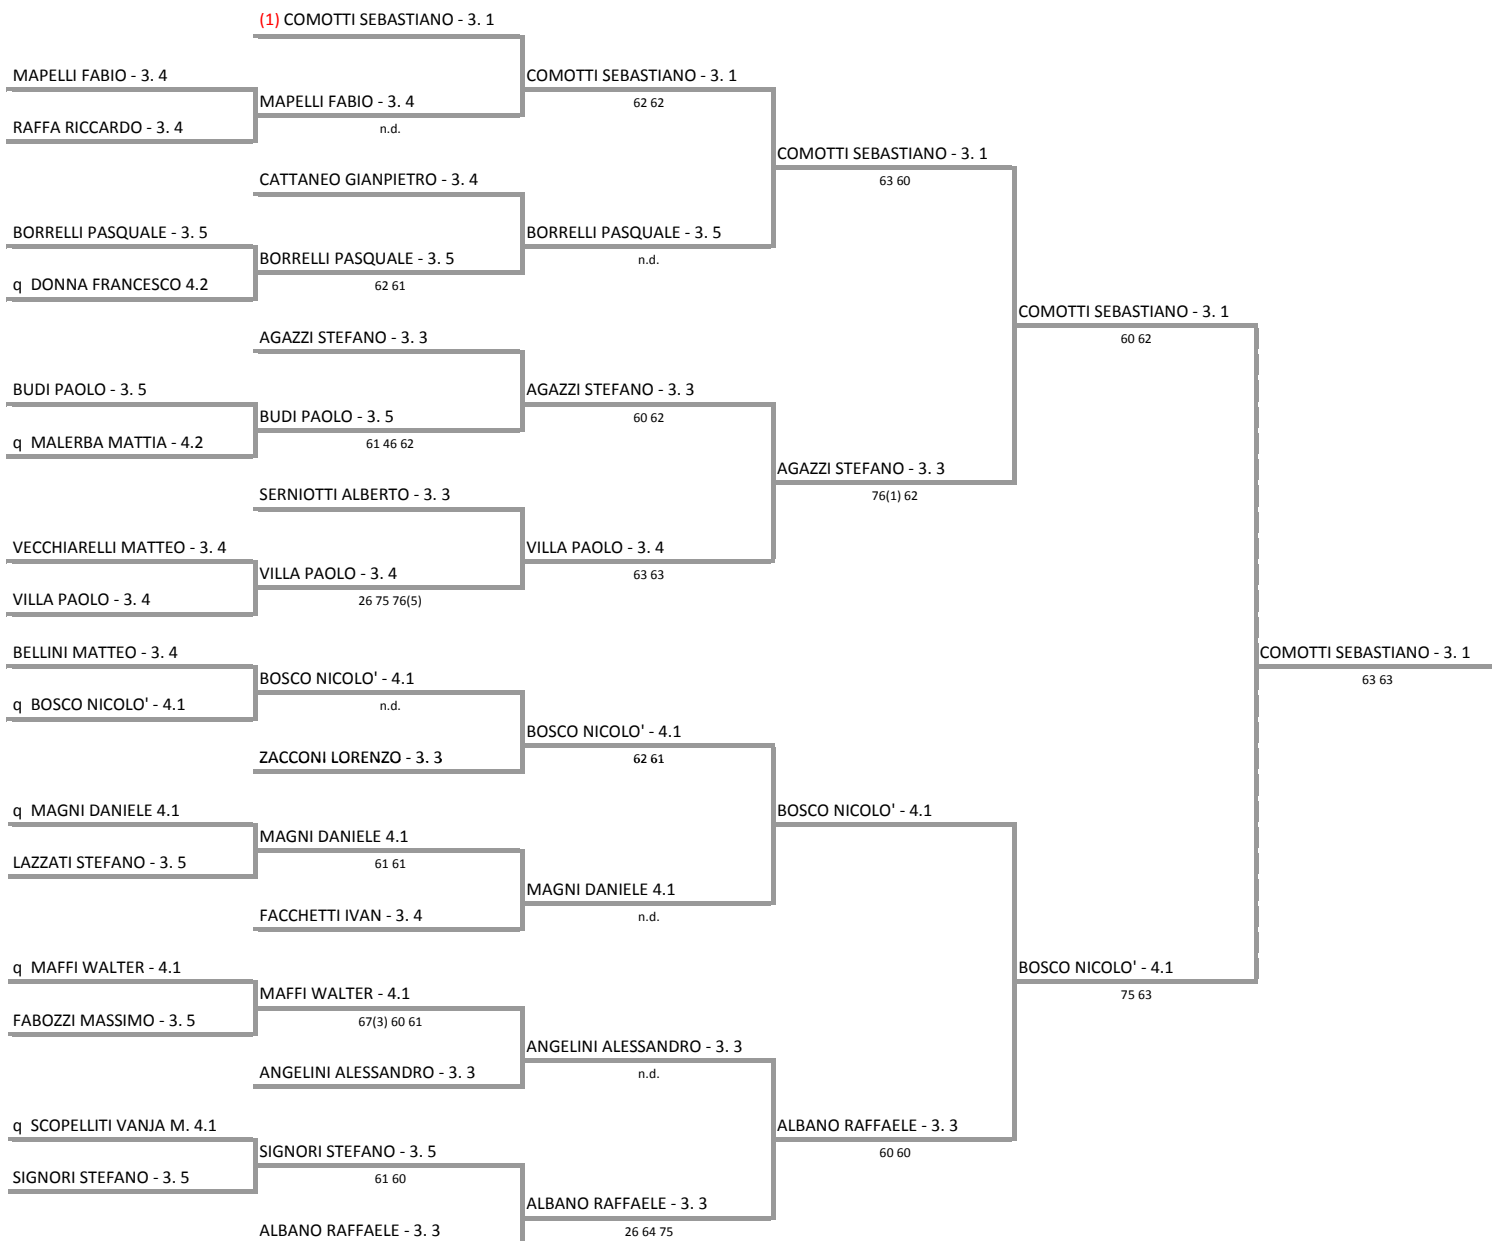 (1) COMOTTI SEBASTIANO - 3. 1
MAPELLI FABIO - 3. 4
COMOTTI SEBASTIANO - 3. 1
MAPELLI FABIO - 3. 4
62 62
RAFFA RICCARDO - 3. 4
n.d.
COMOTTI SEBASTIANO - 3. 1
CATTANEO GIANPIETRO - 3. 4
63 60
BORRELLI PASQUALE - 3. 5
BORRELLI PASQUALE - 3. 5
BORRELLI PASQUALE - 3. 5
n.d.
q DONNA FRANCESCO 4.2
62 61
COMOTTI SEBASTIANO - 3. 1
AGAZZI STEFANO - 3. 3
60 62
BUDI PAOLO - 3. 5
AGAZZI STEFANO - 3. 3
BUDI PAOLO - 3. 5
60 62
q MALERBA MATTIA - 4.2
61 46 62
AGAZZI STEFANO - 3. 3
SERNIOTTI ALBERTO - 3. 3
76(1) 62
VECCHIARELLI MATTEO - 3. 4
VILLA PAOLO - 3. 4
VILLA PAOLO - 3. 4
63 63
VILLA PAOLO - 3. 4
26 75 76(5)
BELLINI MATTEO - 3. 4
COMOTTI SEBASTIANO - 3. 1
BOSCO NICOLO' - 4.1
63 63
q BOSCO NICOLO' - 4.1
n.d.
BOSCO NICOLO' - 4.1
ZACCONI LORENZO - 3. 3
62 61
q MAGNI DANIELE 4.1
BOSCO NICOLO' - 4.1
MAGNI DANIELE 4.1
LAZZATI STEFANO - 3. 5
61 61
MAGNI DANIELE 4.1
FACCHETTI IVAN - 3. 4
n.d.
q MAFFI WALTER - 4.1
BOSCO NICOLO' - 4.1
MAFFI WALTER - 4.1
75 63
FABOZZI MASSIMO - 3. 5
67(3) 60 61
ANGELINI ALESSANDRO - 3. 3
ANGELINI ALESSANDRO - 3. 3
n.d.
q SCOPELLITI VANJA M. 4.1
ALBANO RAFFAELE - 3. 3
SIGNORI STEFANO - 3. 5
60 60
SIGNORI STEFANO - 3. 5
61 60
ALBANO RAFFAELE - 3. 3
ALBANO RAFFAELE - 3. 3
26 64 75